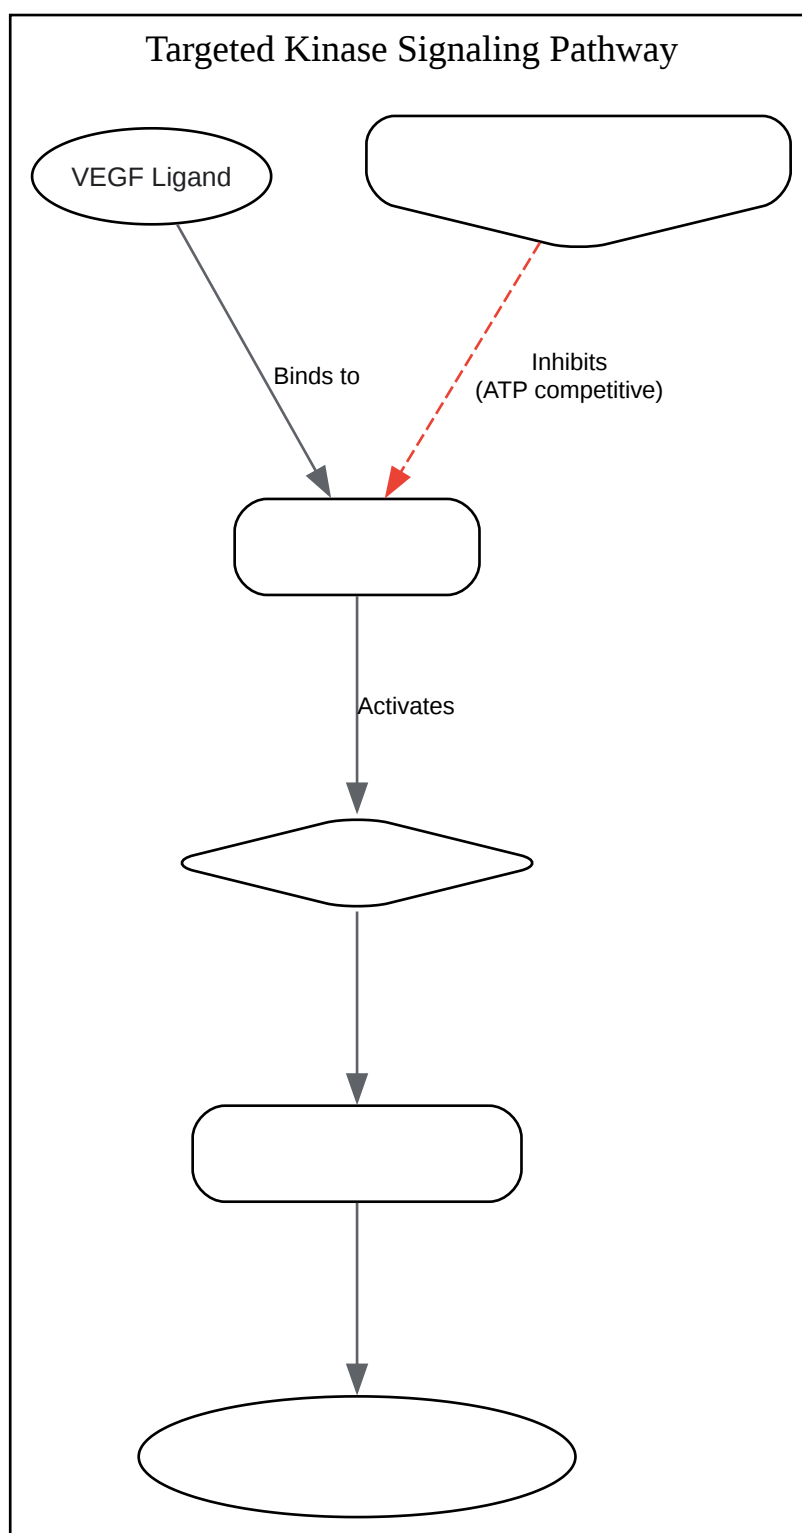 Targeted Kinase Signaling Pathway
VEGF Ligand
Binds to
Inhibits
(ATP competitive)
Activates